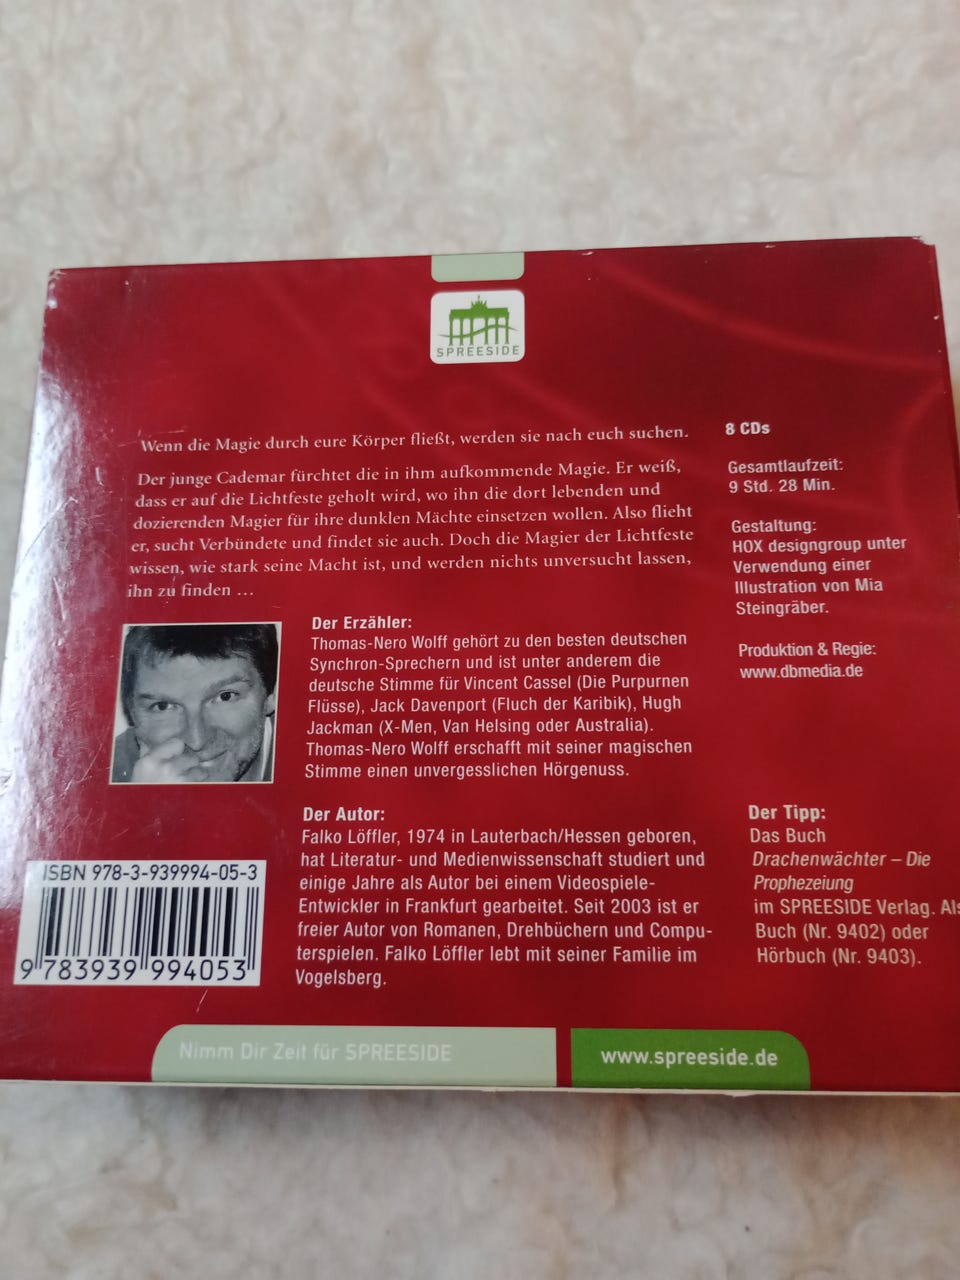 SPREESIDE
Wenn die Magie durch eure Körper fließt, werden sie nach euch suchen.
Der junge Cademar fürchtet die in ihm aufkommende Magie. Er weiß,
dass er auf die Lichtfeste geholt wird, wo ihn die dort lebenden und
dozierenden Magier für ihre dunklen Mächte einsetzen wollen. Also flieht
er, sucht Verbündete und findet sie auch. Doch die Magier der Lichtfeste
wissen, wie stark seine Macht ist, und werden nichts unversucht lassen,
ihn zu finden ...
8 CDs
Gesamtlaufzeit:
9 Std. 28 Min.
Gestaltung:
HOX designgroup unter
Verwendung einer
Illustration von Mia
Steingräber.
Produktion & Regie:
www.dbmedia.de
Der Erzähler:
Thomas-Nero Wolff gehört zu den besten deutschen
Synchron-Sprechern und ist unter anderem die
deutsche Stimme für Vincent Cassel (Die Purpurnen
Flüsse), Jack Davenport (Fluch der Karibik), Hugh
Jackman (X-Men, Van Helsing oder Australia).
Thomas-Nero Wolff erschafft mit seiner magischen
Stimme einen unvergesslichen Hörgenuss.
Der Autor:
Falko Löffler, 1974 in Lauterbach/Hessen geboren,
hat Literatur- und Medienwissenschaft studiert und
einige Jahre als Autor bei einem Videospiele-
Entwickler in Frankfurt gearbeitet. Seit 2003 ist er
freier Autor von Romanen, Drehbüchern und Compu-
terspielen. Falko Löffler lebt mit seiner Familie im
Vogelsberg.
Der Tipp:
Das Buch
Drachenwächter – Die
Prophezeiung
im SPREESIDE Verlag. Als
Buch (Nr. 9402) oder
Hörbuch (Nr. 9403).
ISBN 978-3-939994-05-3
9 783939 994053
Nimm Dir Zeit für SPREESIDE
www.spreeside.de